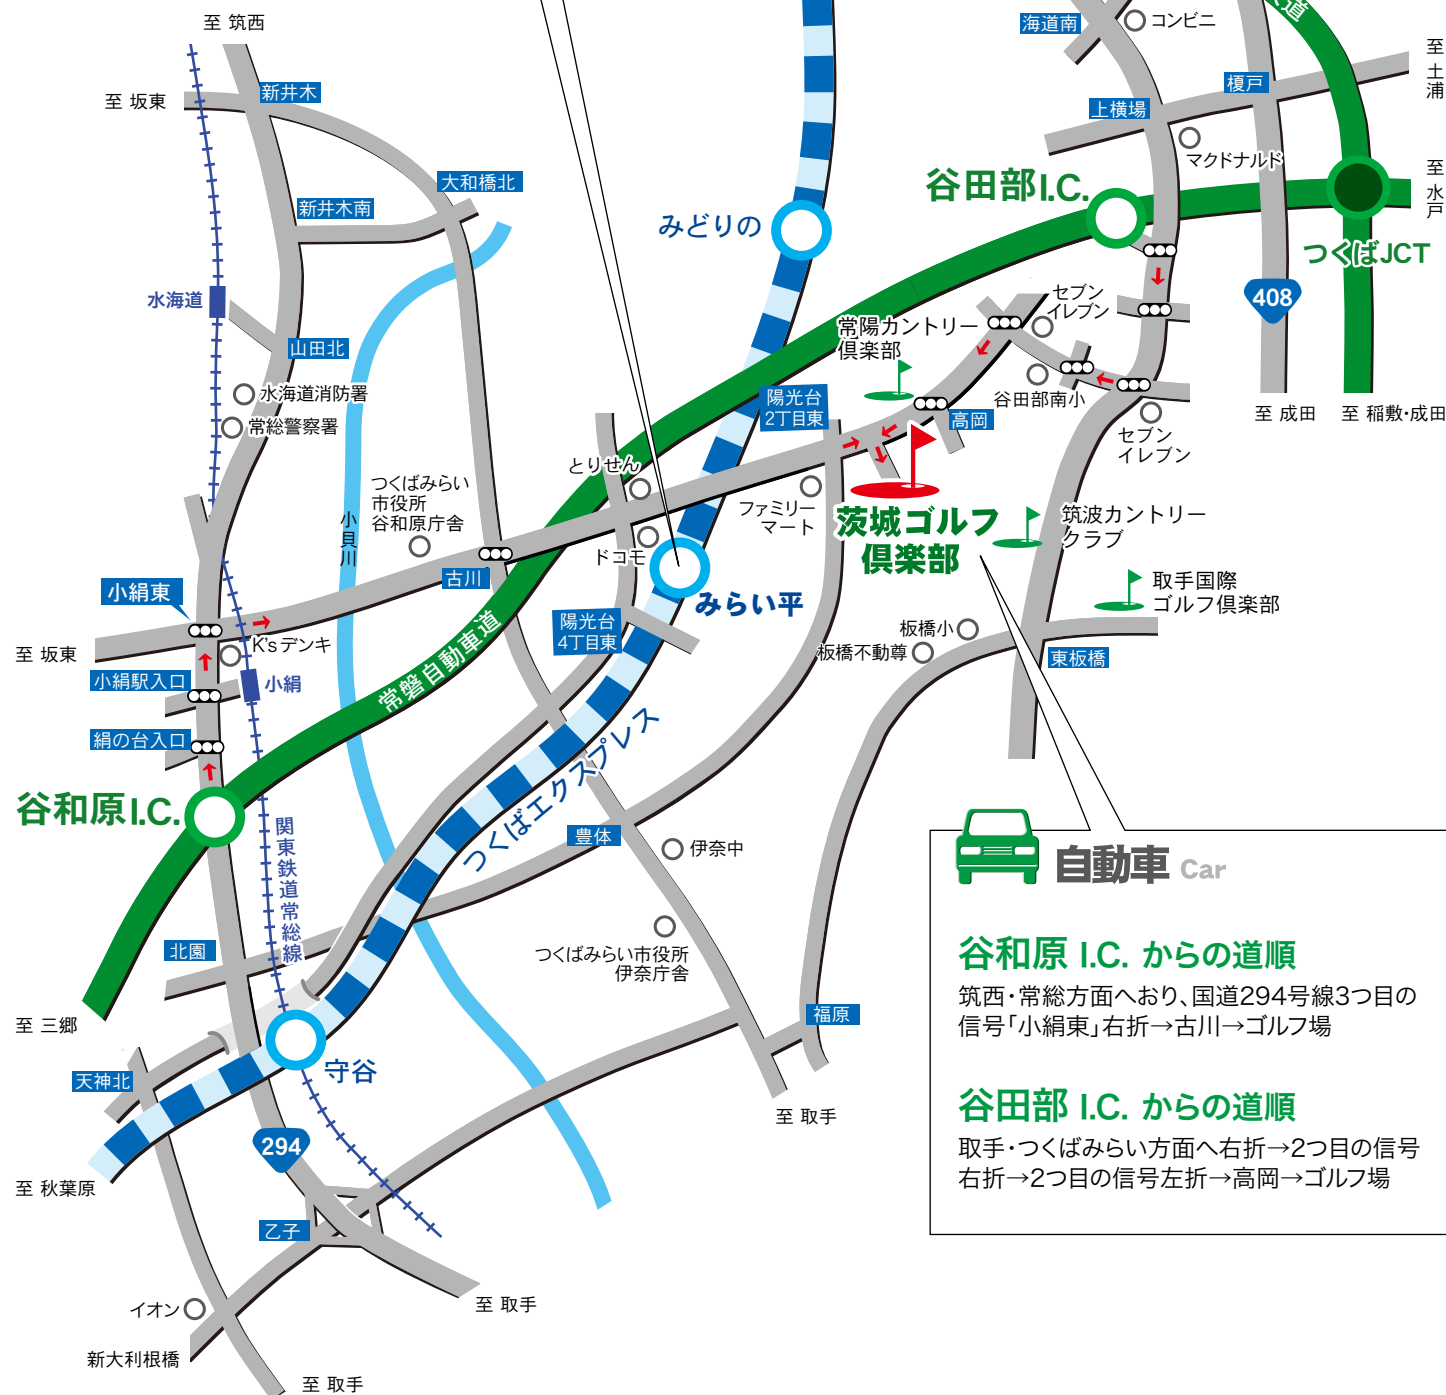 至 筑西
至 坂東
新井木
大和橋北
新井木南
水海道
山田北
水海道消防署
常総警察署
海道南
コンビニ
榎戸
上横場
マクドナルド
至 土浦
至 水戸
谷田部I.C.
つくばJCT
408
至 成田
至 稲敷・成田
みどりの
セブン
イレブン
常陽カントリー
倶楽部
谷田部南小
セブン
イレブン
陽光台
2丁目東
高岡
とりせん
ファミリー
マート
茨城ゴルフ
倶楽部
筑波カントリー
クラブ
取手国際
ゴルフ倶楽部
つくばみらい
市役所
谷和原庁舎
小貝川
古川
ドコモ
みらい平
陽光台
4丁目東
板橋小
板橋不動尊
東板橋
小絹東
至 坂東
K'sデンキ
小絹駅入口
小絹
絹の台入口
谷和原I.C.
常磐自動車道
つくばエクスプレス
関東鉄道常総線
豊体
伊奈中
つくばみらい市役所
伊奈庁舎
北園
至 三郷
守谷
天神北
福原
至 取手
294
至 秋葉原
乙子
至 取手
イオン
新大利根橋
至 取手
道
自動車 Car
谷和原 I.C. からの道順
筑西・常総方面へおり、国道294号線3つ目の
信号「小絹東」右折→古川→ゴルフ場
谷田部 I.C. からの道順
取手・つくばみらい方面へ右折→2つ目の信号
右折→2つ目の信号左折→高岡→ゴルフ場